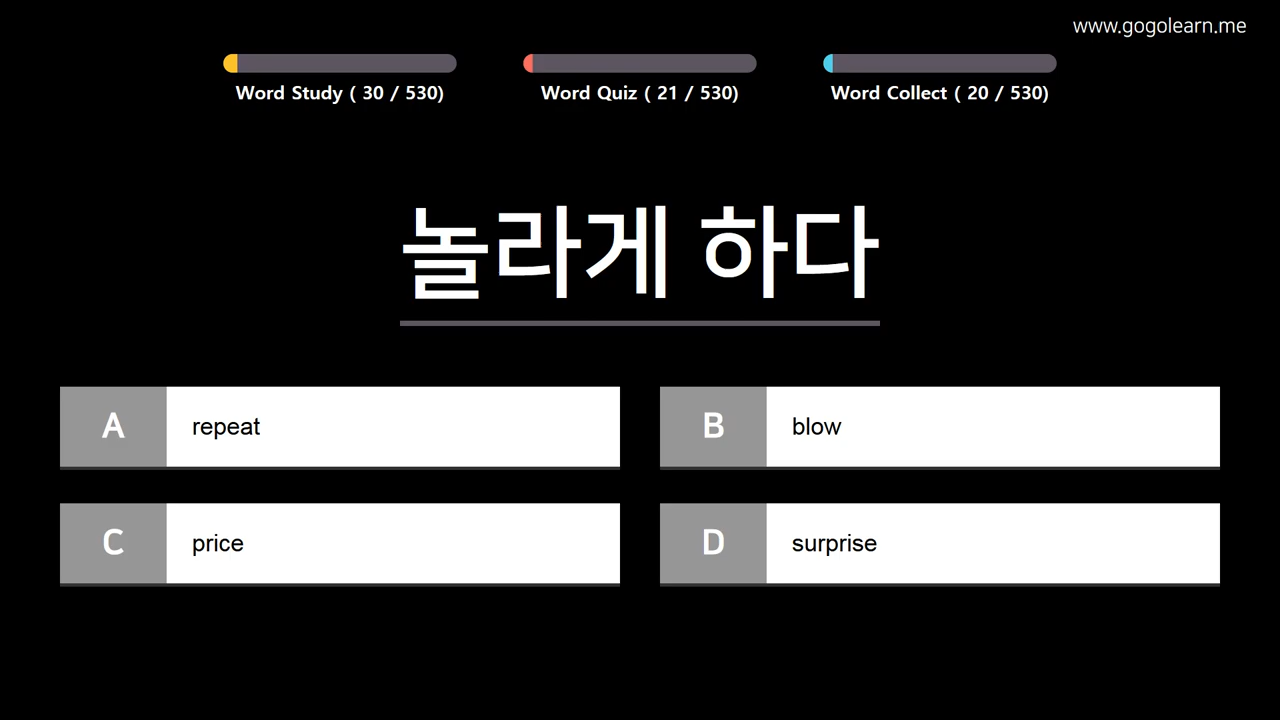 www.gogolearn.me
Word Study ( 30 / 530)
Word Quiz ( 21 / 530)
Word Collect ( 20 / 530)
놀라게 하다
A repeat
B blow
C price
D surprise